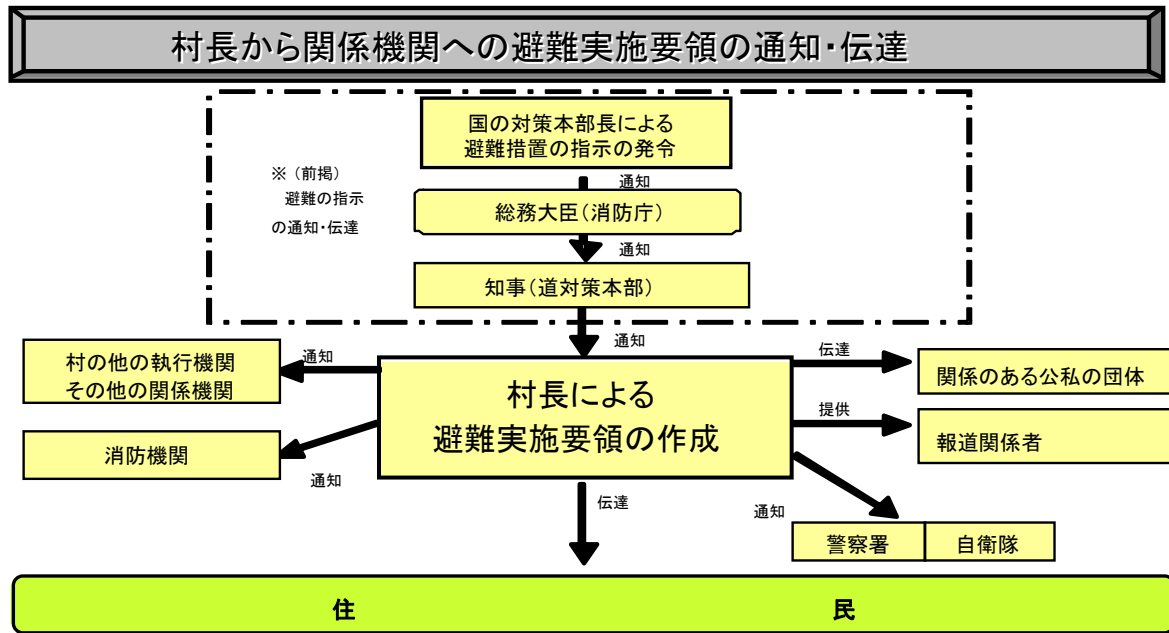 村長から関係機関への避難実施要領の通知・伝達
国の対策本部長による
避難措置の指示の発令
※（前掲）
避難の指示
の通知・伝達
通知
総務大臣（消防庁）
通知
知事（道対策本部）
通知
村の他の執行機関
その他の関係機関
通知
村長による
避難実施要領の作成
伝達
関係のある公私の団体
提供
報道関係者
消防機関
通知
伝達
通知
警察署
自衛隊
住 民